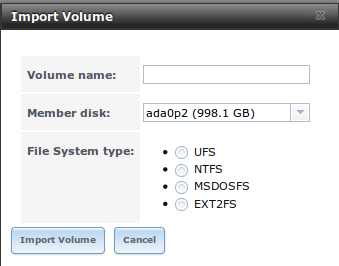 Import Volume
Volume name:
Member disk: ada0p2 (998.1 GB)
File System type:
UFS
NTFS
MSDOSFS
EXT2FS
Import Volume Cancel